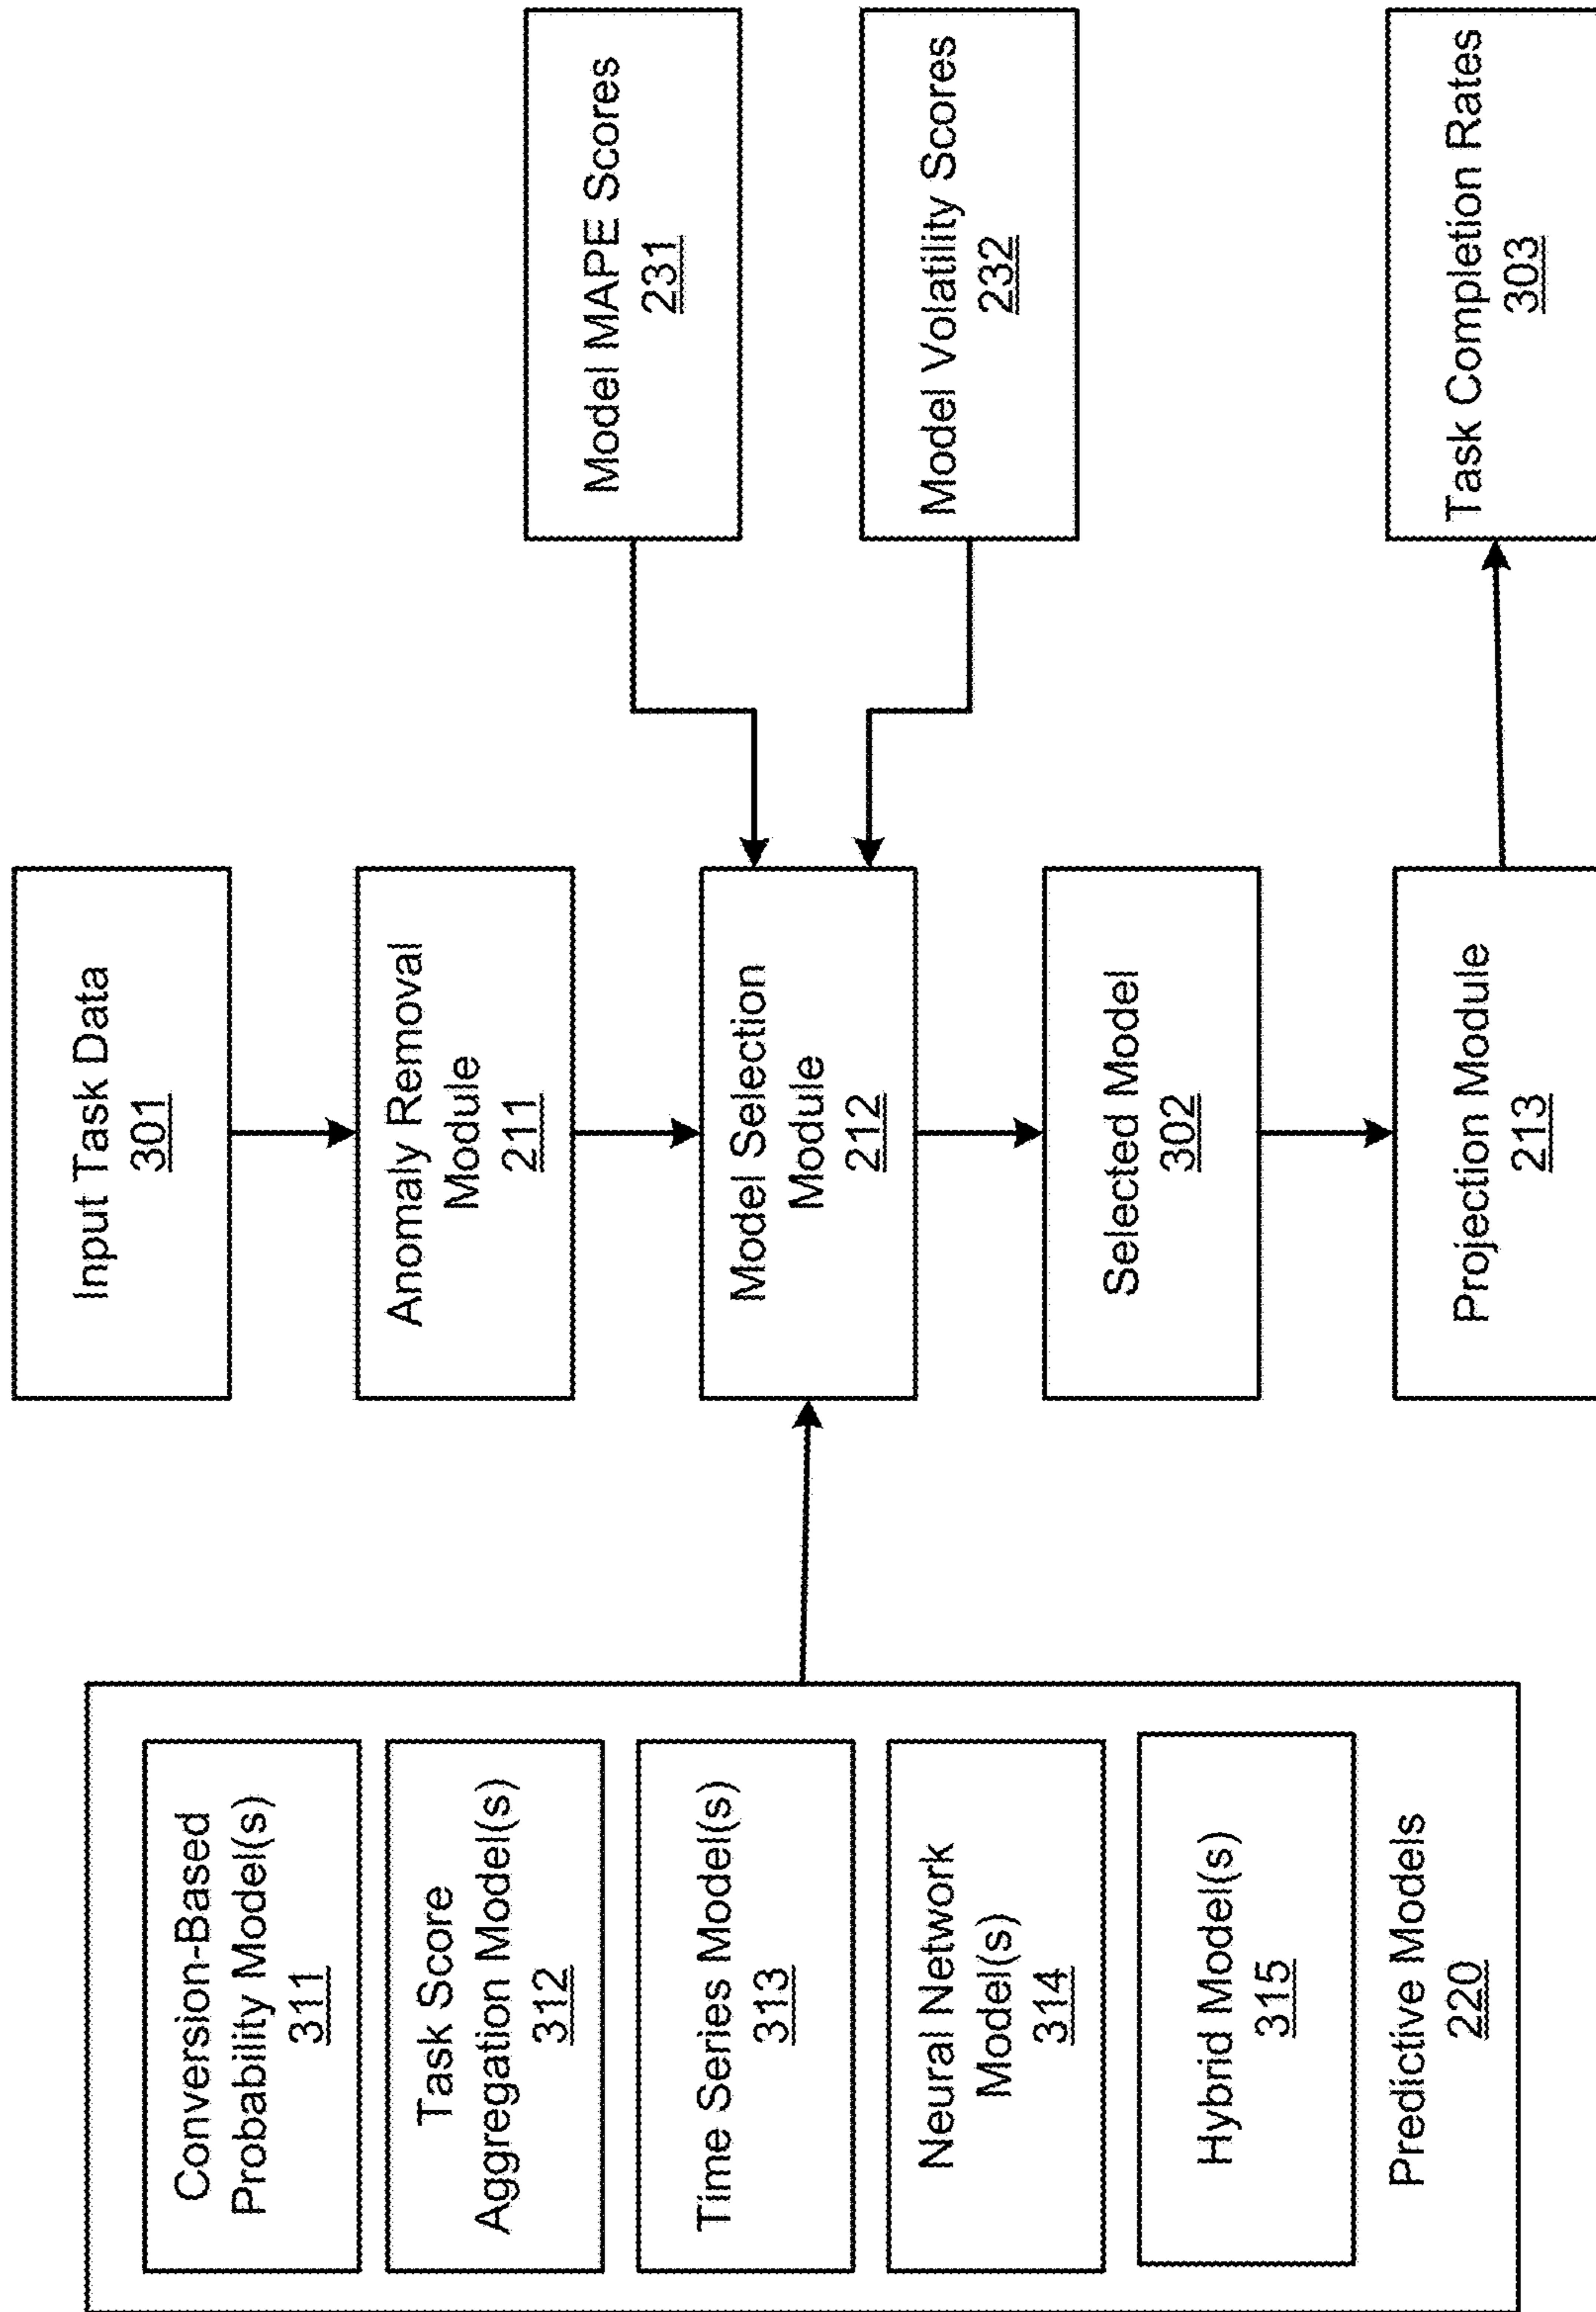 Input Task Data
301
Anomaly Removal
Module
211
Model Selection
Module
212
Selected Model
302
Projection Module
213
Conversion-Based
Probability Model(s)
311
Task Score
Aggregation Model(s)
312
Time Series Model(s)
313
Neural Network
Model(s)
314
Hybrid Model(s)
315
Predictive Models
220
Model MAPE Scores
231
Model Volatility Scores
232
Task Completion Rates
303